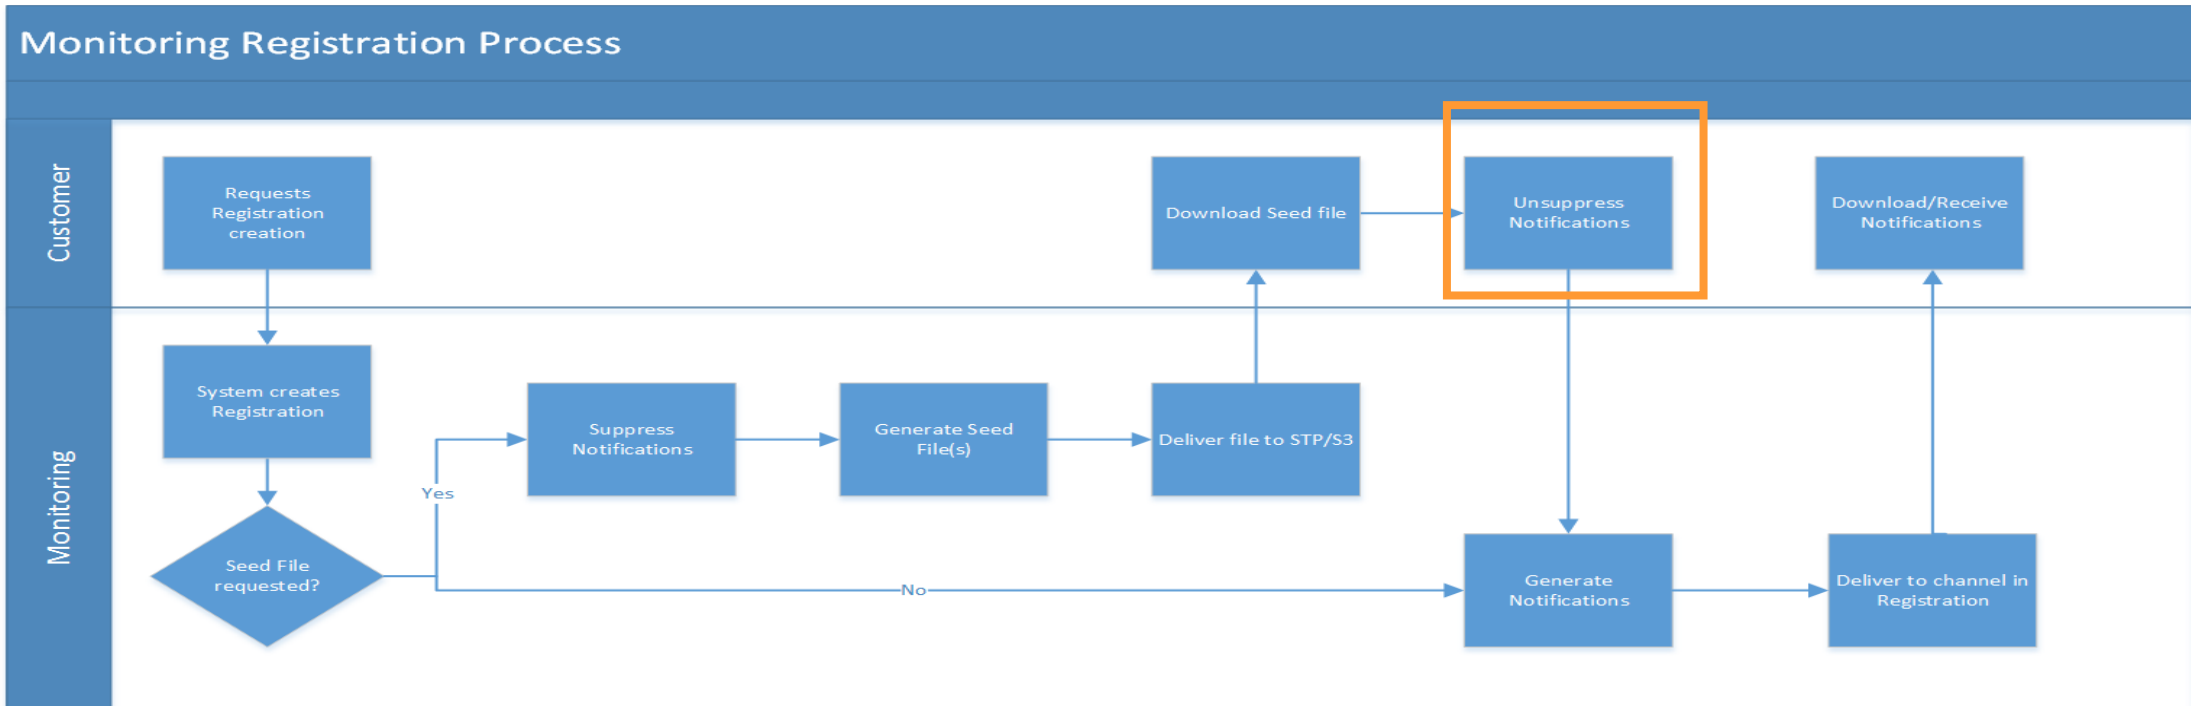 Monitoring Registration Process
Customer
Requests
Registration
creation
Download Seed file
Unsuppress
Notifications
Download/Receive
Notifications
Monitoring
System creates
Registration
Seed File
requested?
Yes
Suppress
Notifications
Generate Seed
File(s)
Deliver file to STP/S3
No
Generate
Notifications
Deliver to channel in
Registration